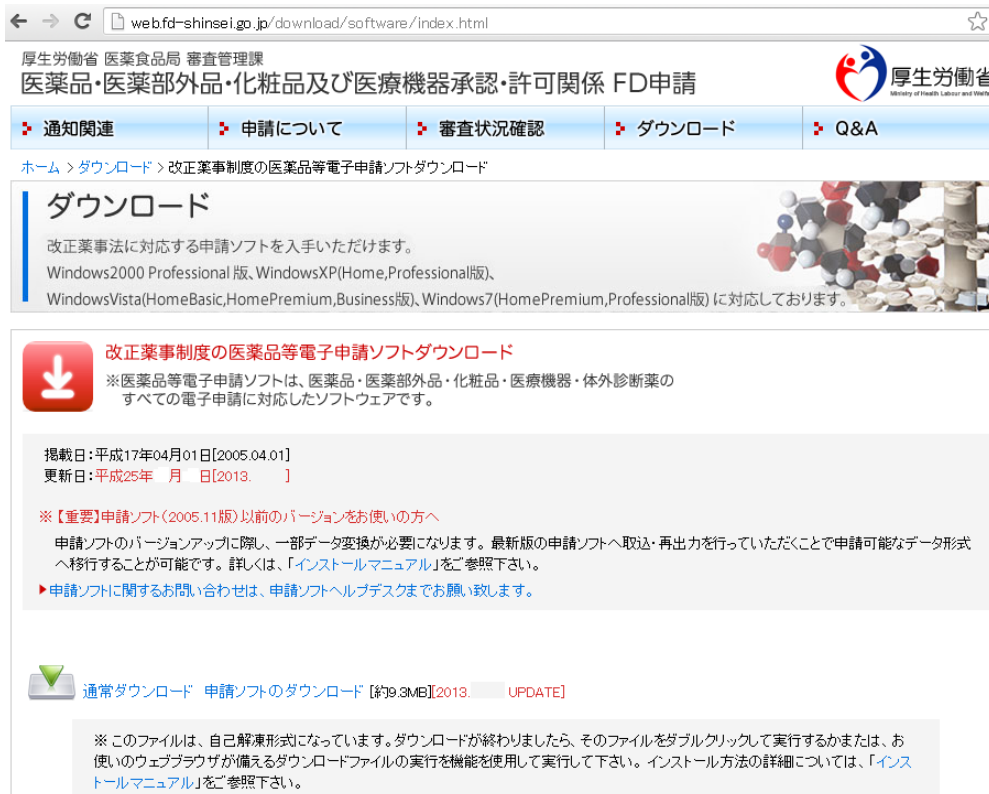 web.fd-shinsei.go.jp/download/software/index.html
厚生労働省 医薬食品局 審査管理課
医薬品・医薬部外品・化粧品及び医療機器承認・許可関係 FD申請
厚生労働省
Ministry of Health Labour and Welfa
通知関連 申請について 審査状況確認 ダウンロード Q&A
ホーム > ダウンロード > 改正薬事制度の医薬品等電子申請ソフトダウンロード
ダウンロード
改正薬事法に対応する申請ソフトを入手いただけます。
Windows2000 Professional 版、WindowsXP(Home,Professional版)、
WindowsVista(HomeBasic,HomePremium,Business版)、Windows7(HomePremium,Professional版) に対応しております。
改正薬事制度の医薬品等電子申請ソフトダウンロード
※医薬品等電子申請ソフトは、医薬品・医薬部外品・化粧品・医療機器・体外診断薬の
すべての電子申請に対応したソフトウェアです。
掲載日:平成17年04月01日[2005.04.01]
更新日:平成25年 月 日[2013. ]
※【重要】申請ソフト(2005.11版)以前のバージョンをお使いの方へ
申請ソフトのバージョンアップに際し、一部データ変換が必要になります。最新版の申請ソフトへ取込・再出力を行っていただくことで申請可能なデータ形式
へ移行することが可能です。詳しくは、「インストールマニュアル」をご参照下さい。
▶申請ソフトに関するお問い合わせは、申請ソフトヘルプデスクまでお願い致します。
通常ダウンロード 申請ソフトのダウンロード [約9.3MB][2013. UPDATE]
※ このファイルは、自己解凍形式になっています。ダウンロードが終わりましたら、そのファイルをダブルクリックして実行するかまたは、お
使いのウェブブラウザが備えるダウンロードファイルの実行を機能を使用して実行して下さい。インストール方法の詳細については、「インス
トールマニュアル」をご参照下さい。